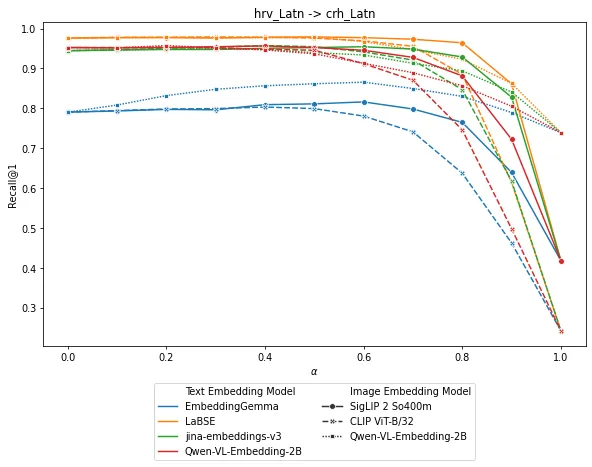 hrv_Latn -> crh_Latn
Recall@1
1.0
0.9
0.8
0.7
0.6
0.5
0.4
0.3
0.0 0.2 0.4 0.6 0.8 1.0
α
Text Embedding Model Image Embedding Model
EmbeddingGemma SigLIP 2 So400m
LaBSE CLIP ViT-B/32
jina-embeddings-v3 Qwen-VL-Embedding-2B
Qwen-VL-Embedding-2B